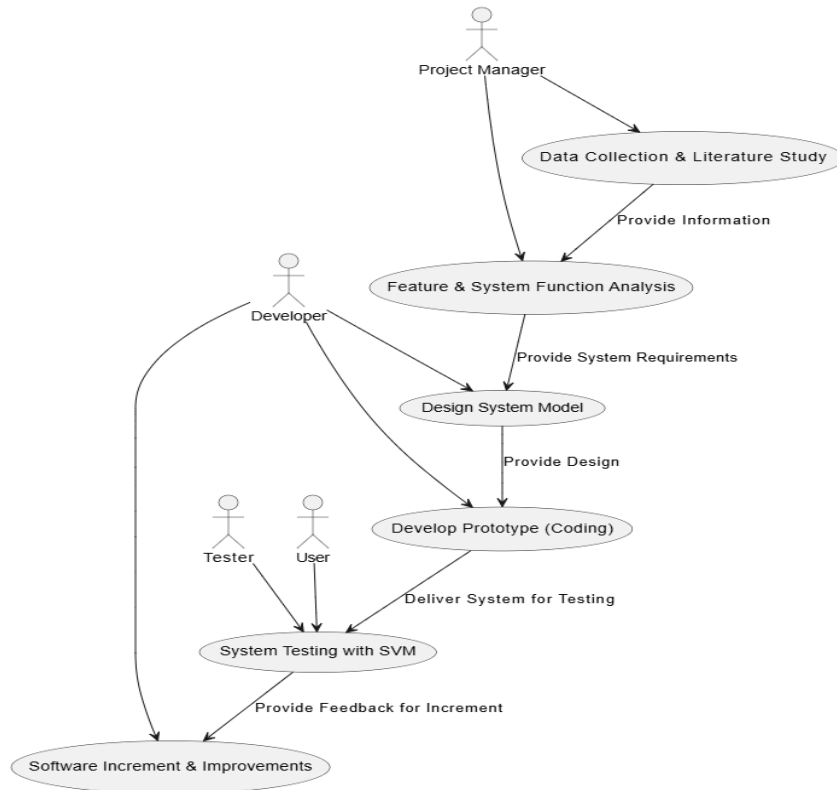 Project Manager
Data Collection & Literature Study
Provide Information
Feature & System Function Analysis
Developer
Provide System Requirements
Design System Model
Provide Design
Develop Prototype (Coding)
Tester
User
Deliver System for Testing
System Testing with SVM
Provide Feedback for Increment
Software Increment & Improvements